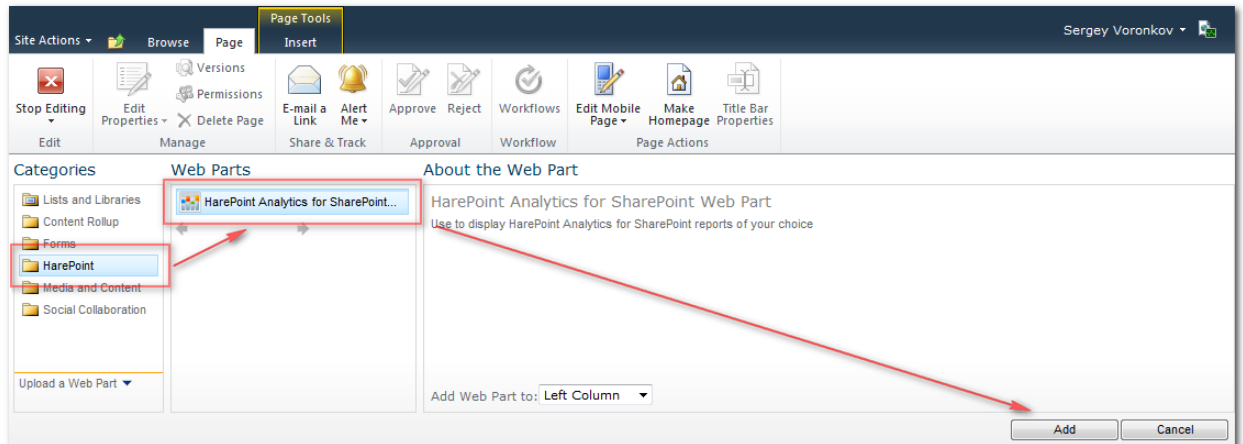 Page Tools
Site Actions
Browse
Page
Insert
Sergey Voronkov
Stop Editing
Edit
Properties
Versions
Permissions
Delete Page
E-mail a
Link
Alert
Me
Approve
Reject
Workflows
Edit Mobile
Page
Make
Homepage
Title Bar
Properties
Edit
Manage
Share & Track
Approval
Workflow
Page Actions
Categories
Web Parts
About the Web Part
Lists and Libraries
Content Rollup
Forms
HarePoint
Media and Content
Social Collaboration
Upload a Web Part
HarePoint Analytics for SharePoint...
HarePoint Analytics for SharePoint Web Part
Use to display HarePoint Analytics for SharePoint reports of your choice
Add Web Part to: Left Column
Add
Cancel